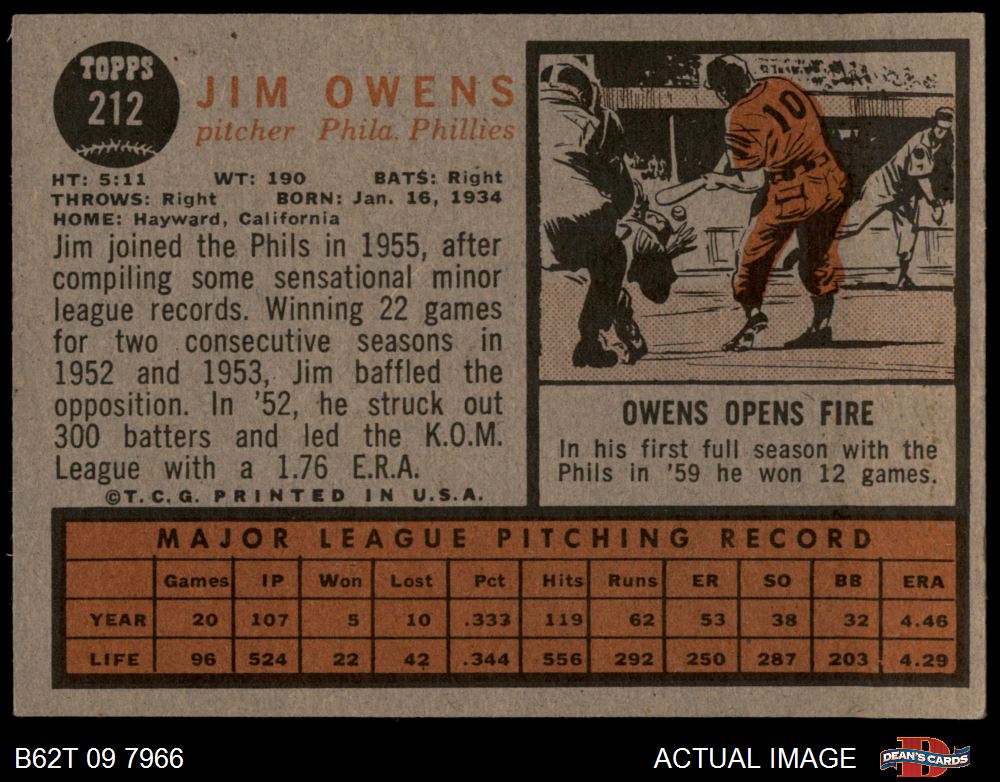 TOPPS
212
JIM OWENS
pitcher Phila. Phillies
HT: 5:11 WT: 190 BATS: Right
THROWS: Right BORN: Jan. 16, 1934
HOME: Hayward, California
Jim joined the Phils in 1955, after
compiling some sensational minor
league records. Winning 22 games
for two consecutive seasons in
1952 and 1953, Jim baffled the
opposition. In '52, he struck out
300 batters and led the K.O.M.
League with a 1.76 E.R.A.
©T.C.G. PRINTED IN U.S.A.
10
OWENS OPENS FIRE
In his first full season with the
Phils in '59 he won 12 games.
MAJOR LEAGUE PITCHING RECORD
Games IP Won Lost Pct Hits Runs ER SO BB ERA
YEAR 20 107 5 10 .333 119 62 53 38 32 4.46
LIFE 96 524 22 42 .344 556 292 250 287 203 4.29
B62T 09 7966
ACTUAL IMAGE
DEAN'S CARDS